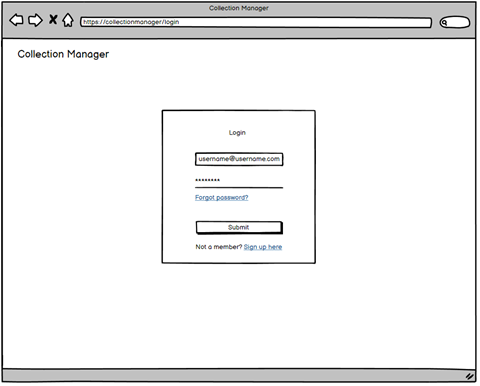 Collection Manager
https://collectionmanager/login
Collection Manager
Login
username@username.com
********
Forgot password?
Submit
Not a member? Sign up here